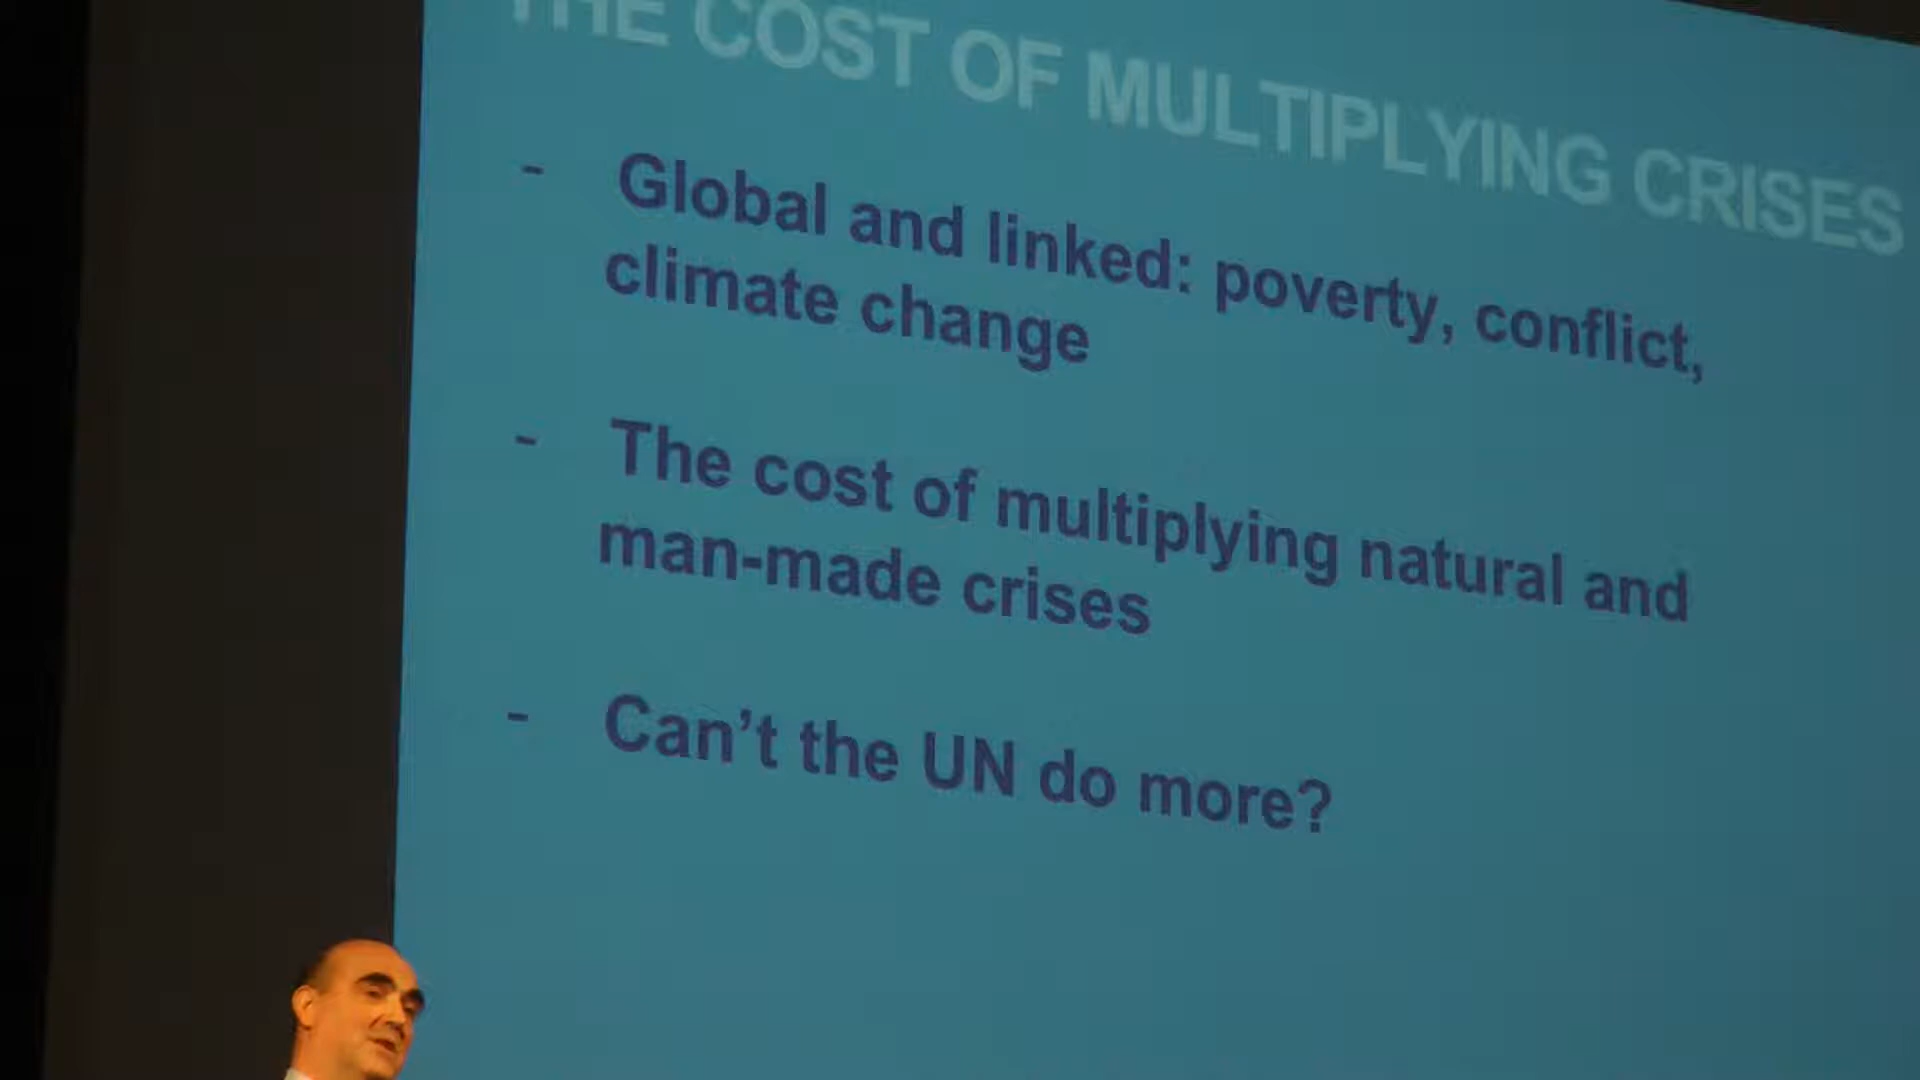 THE COST OF MULTIPLYING CRISES
- Global and linked: poverty, conflict,
climate change
- The cost of multiplying natural and
man-made crises
- Can’t the UN do more?